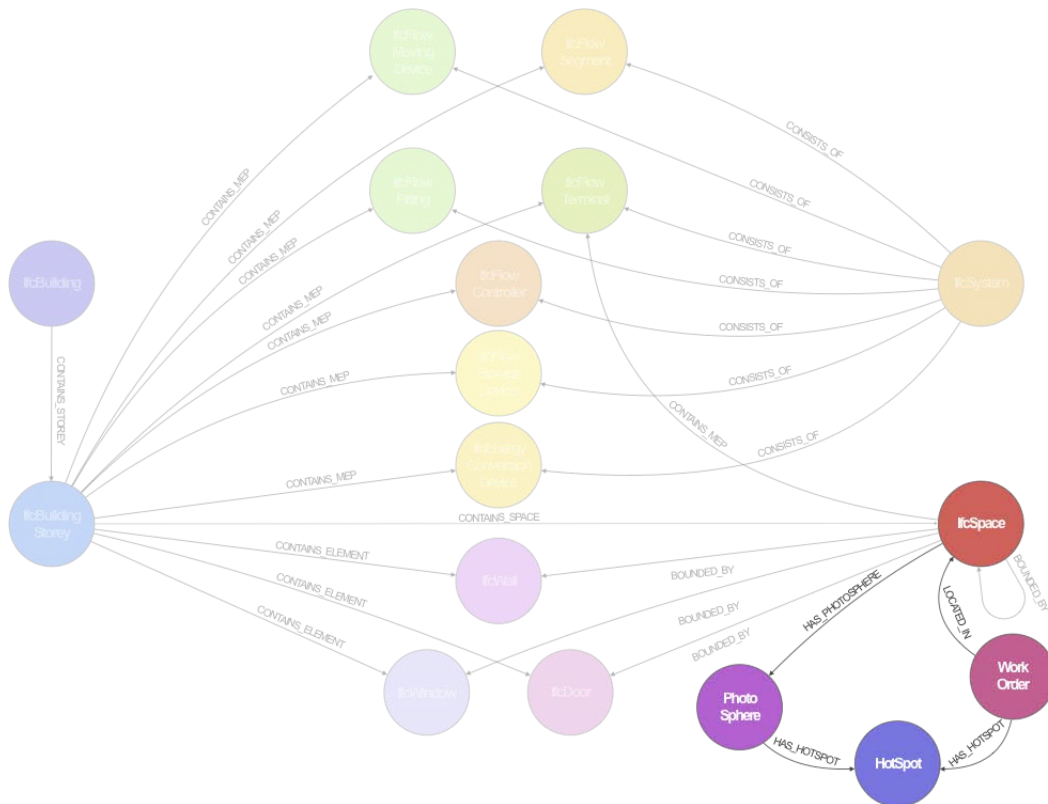 IfcFlow
Moving
Device
IfcFlow
Segment
CONSISTS_OF
CONTAINS_MEP
CONTAINS_MEP
CONSISTS_OF
IfcFlow
Fitting
IfcFlow
Terminal
CONTAINS_MEP
CONSISTS_OF
IfcBuilding
CONTAINS_MEP
IfcFlow
Controller
CONSISTS_OF
IfcSystem
CONTAINS_MEP
CONSISTS_OF
IfcFlow
Storage
Device
CONTAINS_MEP
CONSISTS_OF
CONTAINS_STOREY
CONTAINS_MEP
IfcEnergy
Conversion
Device
CONSISTS_OF
CONTAINS_MEP
IfcBuilding
Storey
CONTAINS_SPACE
IfcSpace
CONTAINS_ELEMENT
IfcWall
BOUNDED_BY
BOUNDED_BY
CONTAINS_ELEMENT
HAS_PHOTOSPHERE
BOUNDED_BY
LOCATED_IN
CONTAINS_ELEMENT
BOUNDED_BY
IfcWindow
IfcDoor
Photo
Sphere
Work
Order
HAS_HOTSPOT
HAS_HOTSPOT
HotSpot